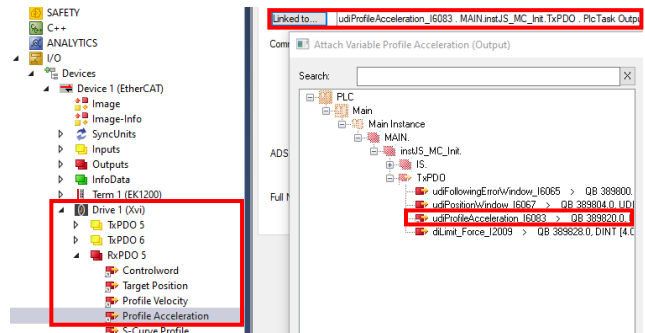 SAFETY
C++
ANALYTICS
I/O
Devices
Device 1 (EtherCAT)
Image
Image-Info
SyncUnits
Inputs
Outputs
InfoData
Term 1 (EK1200)
Drive 1 (Xvi)
TxPDO 5
TxPDO 6
RxPDO 5
Controlword
Target Position
Profile Velocity
Profile Acceleration
S-Curve Profile
Linked to...
udiProfileAcceleration_I6083 . MAIN.instJS_MC_Init.TxPDO . PlcTask Outpu
Com
Attach Variable Profile Acceleration (Output)
Search:
X
PLC
Main
Main Instance
MAIN.
instJS_MC_Init.
IS.
TxPDO
udiFollowingErrorWindow_I6065 > QB 389800.
udiPositionWindow_I6067 > QB 389804.0, UDI
udiProfileAcceleration_I6083 > QB 389820.0,
diLimit_Force_I2009 > QB 389828.0, DINT [4.0
ADS
Full N